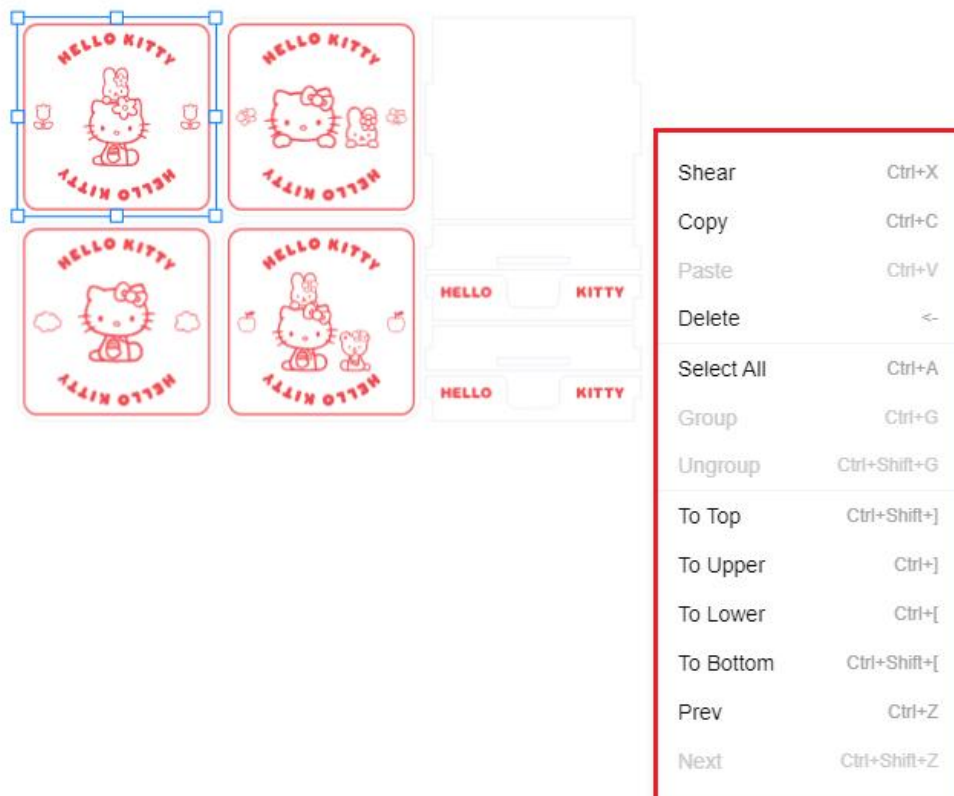 HELLO KITTY
HELLO KITTY
HELLO KITTY
HELLO KITTY
HELLO KITTY
HELLO KITTY
HELLO KITTY
HELLO KITTY
HELLO KITTY
HELLO KITTY
Shear Ctrl+X
Copy Ctrl+C
Paste Ctrl+V
Delete <-
Select All Ctrl+A
Group Ctrl+G
Ungroup Ctrl+Shift+G
To Top Ctrl+Shift+]
To Upper Ctrl+]
To Lower Ctrl+[
To Bottom Ctrl+Shift+[
Prev Ctrl+Z
Next Ctrl+Shift+Z